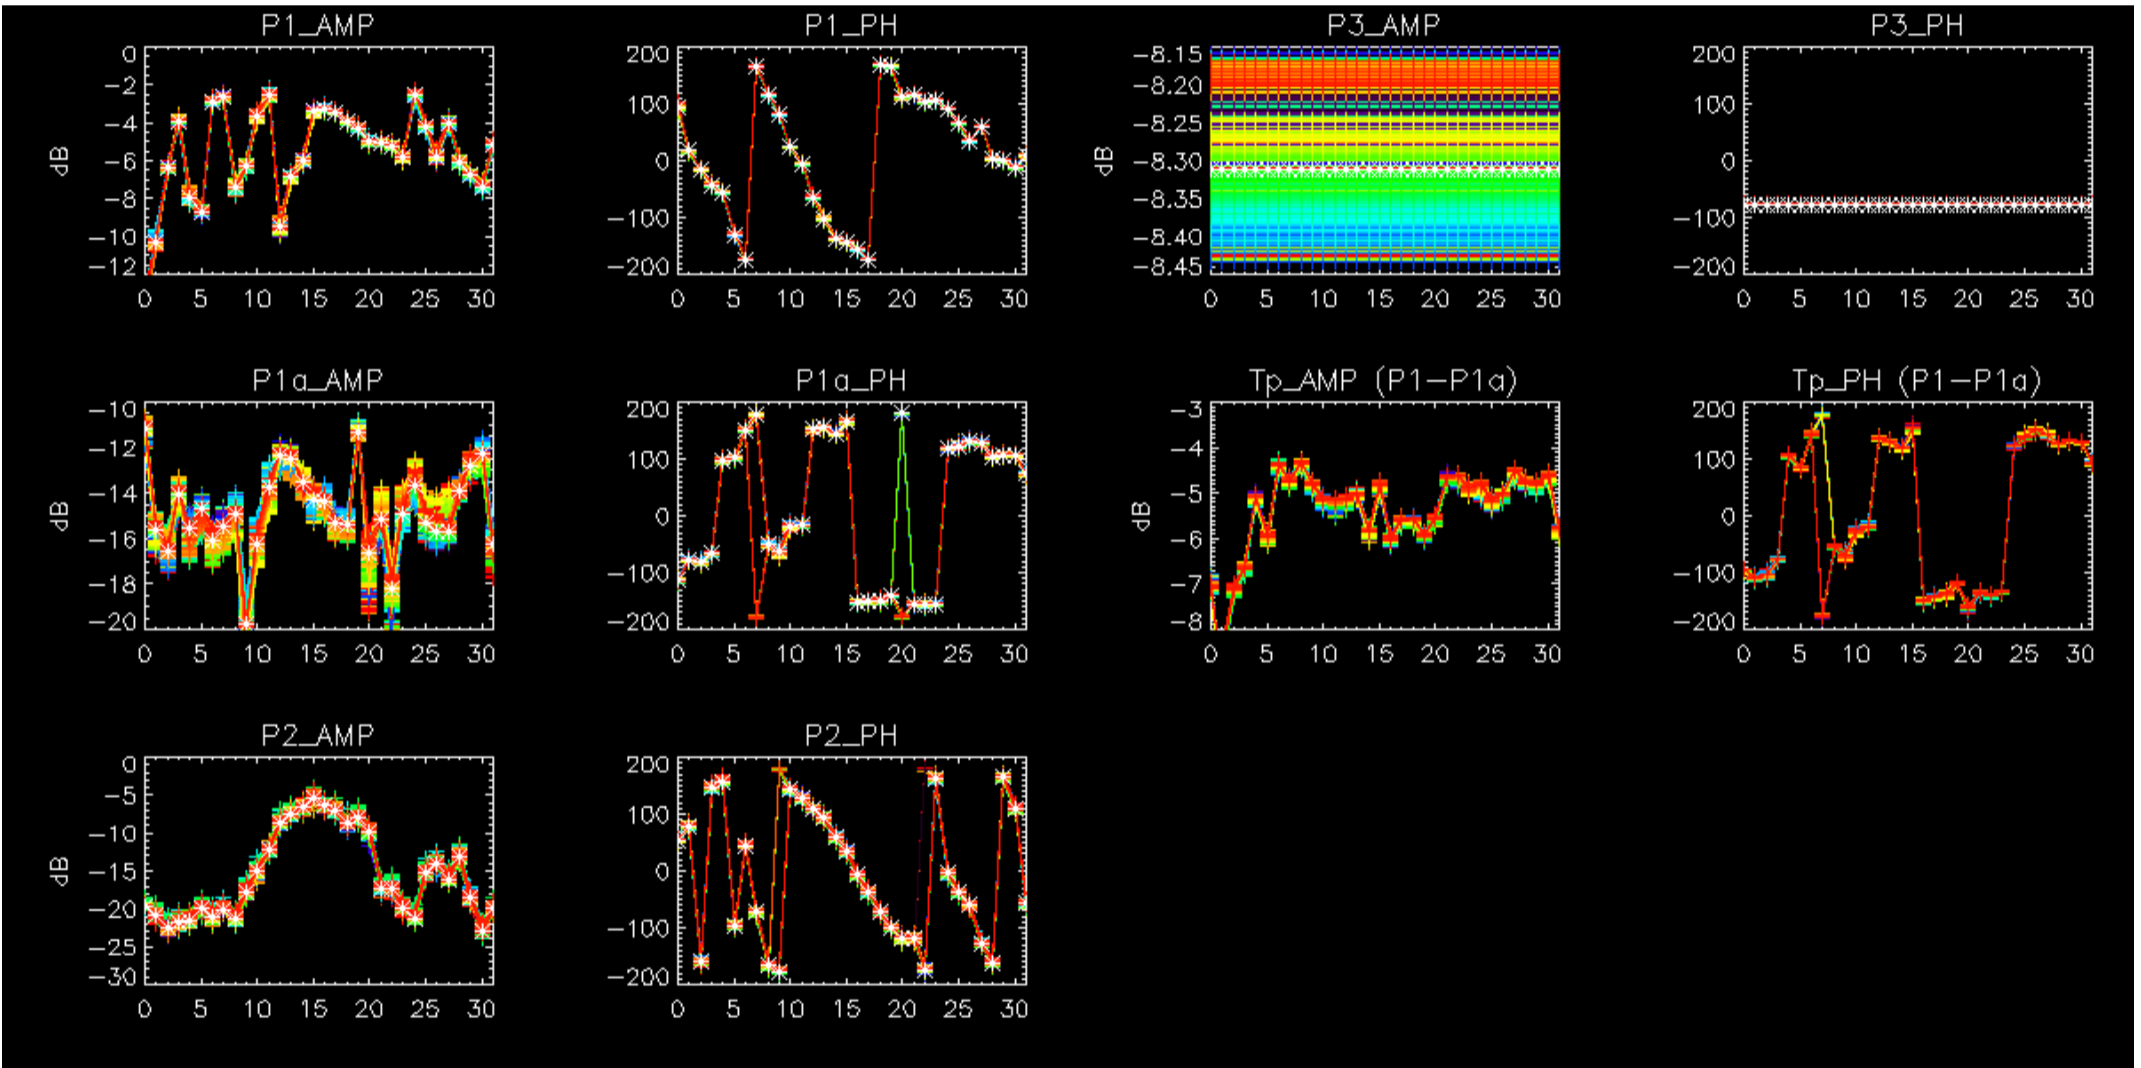 P1_AMP
dB
0
−2
−4
−6
−8
−10
−12
0 5 10 15 20 25 30
P1_PH
200
100
0
−100
−200
0 5 10 15 20 25 30
P3_AMP
dB
−8.15
−8.20
−8.25
−8.30
−8.35
−8.40
−8.45
0 5 10 15 20 25 30
P3_PH
200
100
0
−100
−200
0 5 10 15 20 25 30
P1a_AMP
dB
−10
−12
−14
−16
−18
−20
0 5 10 15 20 25 30
P1a_PH
200
100
0
−100
−200
0 5 10 15 20 25 30
Tp_AMP (P1−P1a)
dB
−3
−4
−5
−6
−7
−8
0 5 10 15 20 25 30
Tp_PH (P1−P1a)
200
100
0
−100
−200
0 5 10 15 20 25 30
P2_AMP
dB
0
−5
−10
−15
−20
−25
−30
0 5 10 15 20 25 30
P2_PH
200
100
0
−100
−200
0 5 10 15 20 25 30